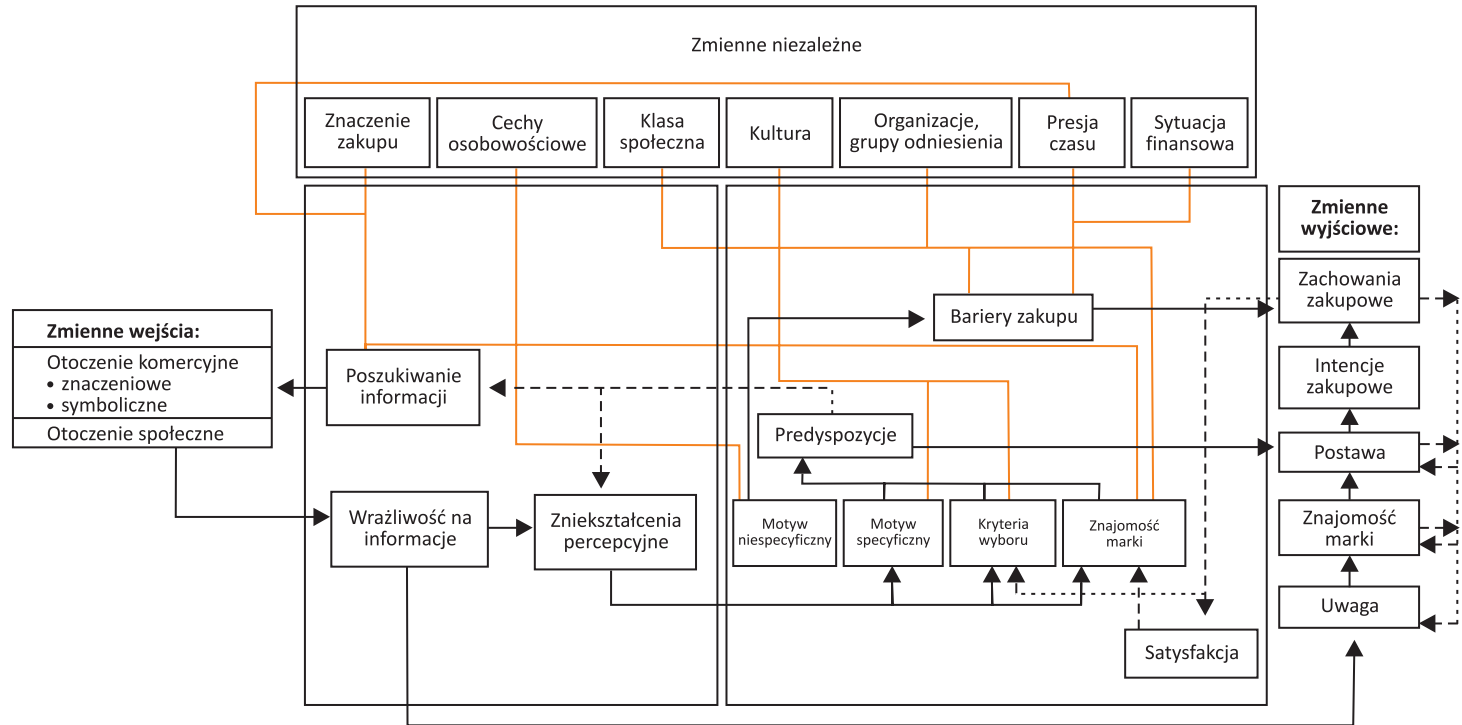 Zmienne niezależne
Znaczenie
zakupu
Cechy
osobowościowe
Klasa
społeczna
Kultura
Organizacje,
grupy odniesienia
Presja
czasu
Sytuacja
finansowa
Zmienne wejścia:
Otoczenie komercyjne
• znaczeniowe
• symboliczne
Otoczenie społeczne
Poszukiwanie
informacji
Wrażliwość na
informacje
Zniekształcenia
percepcyjne
Bariery zakupu
Predyspozycje
Motyw
niespecyficzny
Motyw
specyficzny
Kryteria
wyboru
Znajomość
marki
Satysfakcja
Zmienne
wyjściowe:
Zachowania
zakupowe
Intencje
zakupowe
Postawa
Znajomość
marki
Uwaga